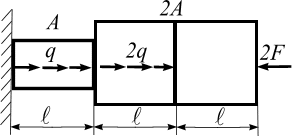 A 2A
q 2q 2F
ℓ ℓ ℓ